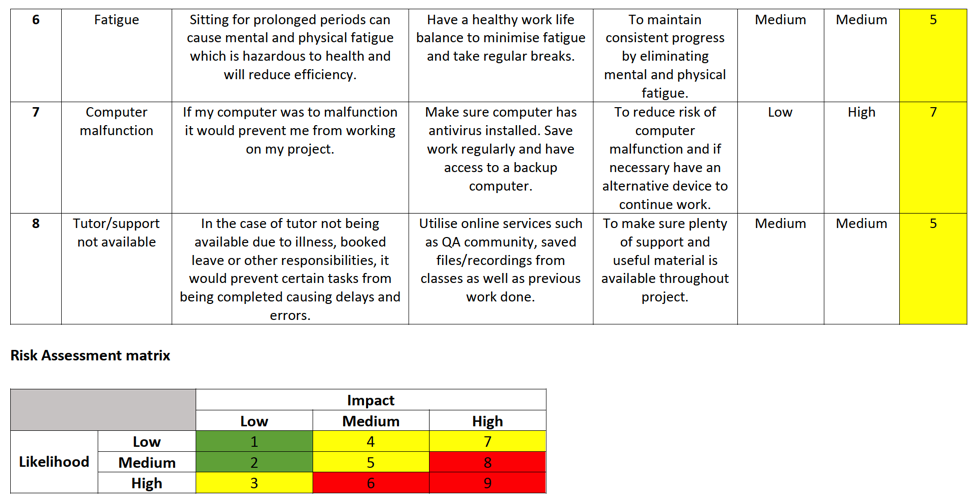 6 Fatigue Sitting for prolonged periods can Have a healthy work life To maintain Medium Medium 5
cause mental and physical fatigue balance to minimise fatigue consistent progress
which is hazardous to health and and take regular breaks. by eliminating
will reduce efficiency. mental and physical
fatigue.
7 Computer If my computer was to malfunction Make sure computer has To reduce risk of Low High 7
malfunction it would prevent me from working antivirus installed. Save computer
on my project. work regularly and have malfunction and if
access to a backup necessary have an
computer. alternative device to
continue work.
8 Tutor/support In the case of tutor not being Utilise online services such To make sure plenty Medium Medium 5
not available available due to illness, booked as QA community, saved of support and
leave or other responsibilities, it files/recordings from useful material is
would prevent certain tasks from classes as well as previous available throughout
being completed causing delays and work done. project.
errors.
Risk Assessment matrix
Impact
Low Medium High
Low 1 4 7
Likelihood Medium 2 5 8
High 3 6 9